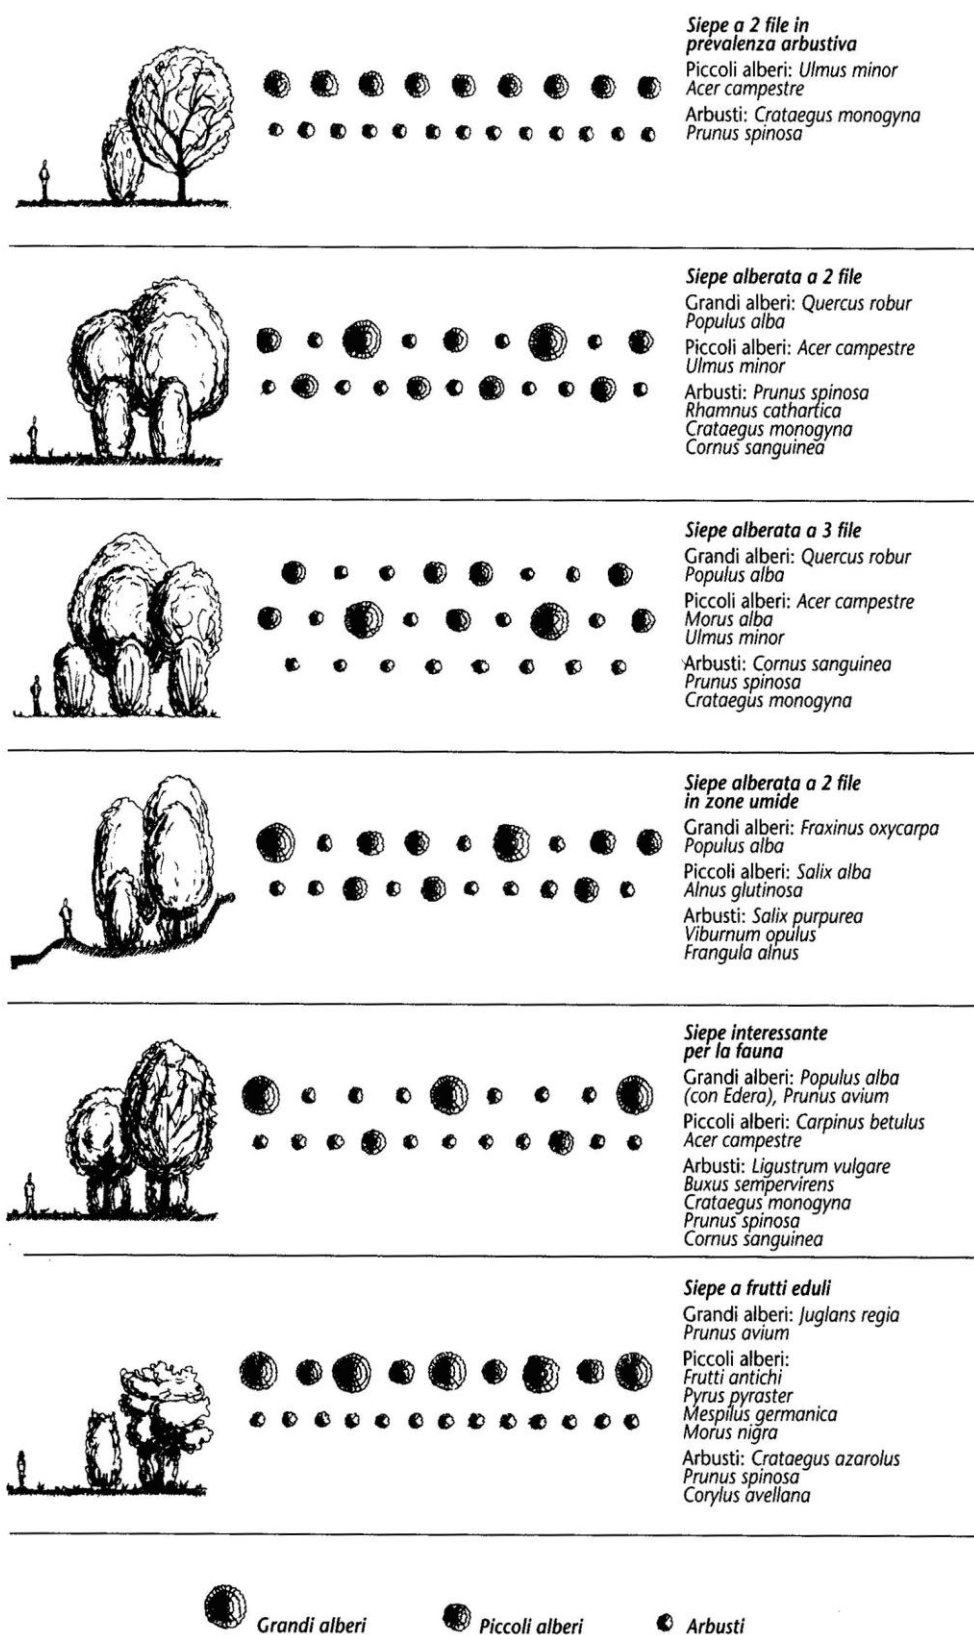 Siepe a 2 file in
prevalenza arbustiva
Piccoli alberi: Ulmus minor
Acer campestre
Arbusti: Crataegus monogyna
Prunus spinosa
Siepe alberata a 2 file
Grandi alberi: Quercus robur
Populus alba
Piccoli alberi: Acer campestre
Ulmus minor
Arbusti: Prunus spinosa
Rhamnus cathartica
Crataegus monogyna
Cornus sanguinea
Siepe alberata a 3 file
Grandi alberi: Quercus robur
Populus alba
Piccoli alberi: Acer campestre
Morus alba
Ulmus minor
Arbusti: Cornus sanguinea
Prunus spinosa
Crataegus monogyna
Siepe alberata a 2 file
in zone umide
Grandi alberi: Fraxinus oxycarpa
Populus alba
Piccoli alberi: Salix alba
Alnus glutinosa
Arbusti: Salix purpurea
Viburnum opulus
Frangula alnus
Siepe interessante
per la fauna
Grandi alberi: Populus alba
(con Edera), Prunus avium
Piccoli alberi: Carpinus betulus
Acer campestre
Arbusti: Ligustrum vulgare
Buxus sempervirens
Crataegus monogyna
Prunus spinosa
Cornus sanguinea
Siepe a frutti eduli
Grandi alberi: Juglans regia
Prunus avium
Piccoli alberi:
Frutti antichi
Pyrus pyraster
Mespilus germanica
Morus nigra
Arbusti: Crataegus azarolus
Prunus spinosa
Corylus avellana
Grandi alberi Piccoli alberi Arbusti